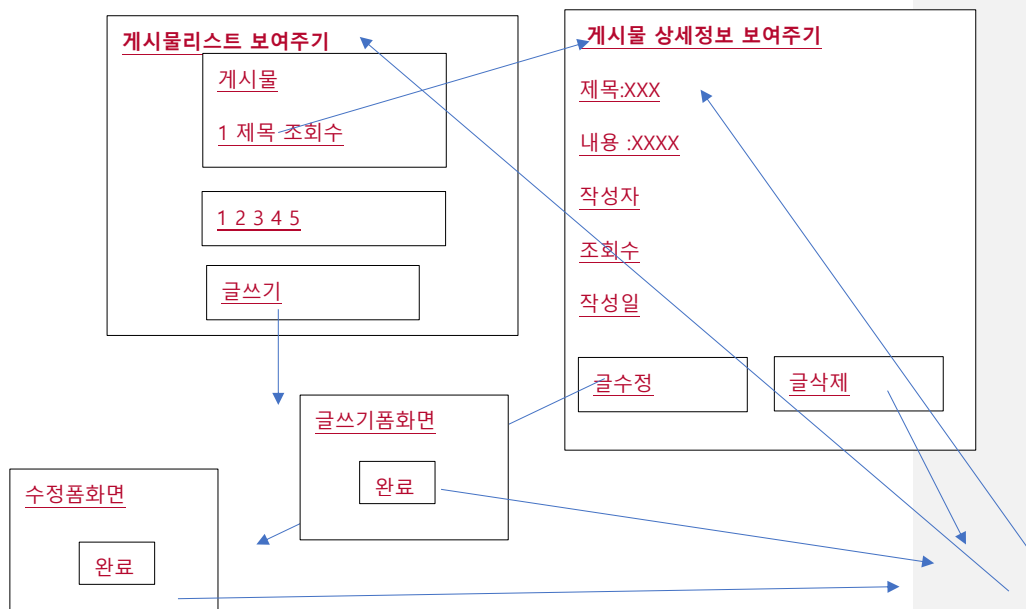 게시물리스트 보여주기
게시물
1 제목 조회수
1 2 3 4 5
글쓰기
게시물 상세정보 보여주기
제목:XXX
내용 :XXXX
작성자
조회수
작성일
글수정
글삭제
글쓰기폼화면
완료
수정폼화면
완료